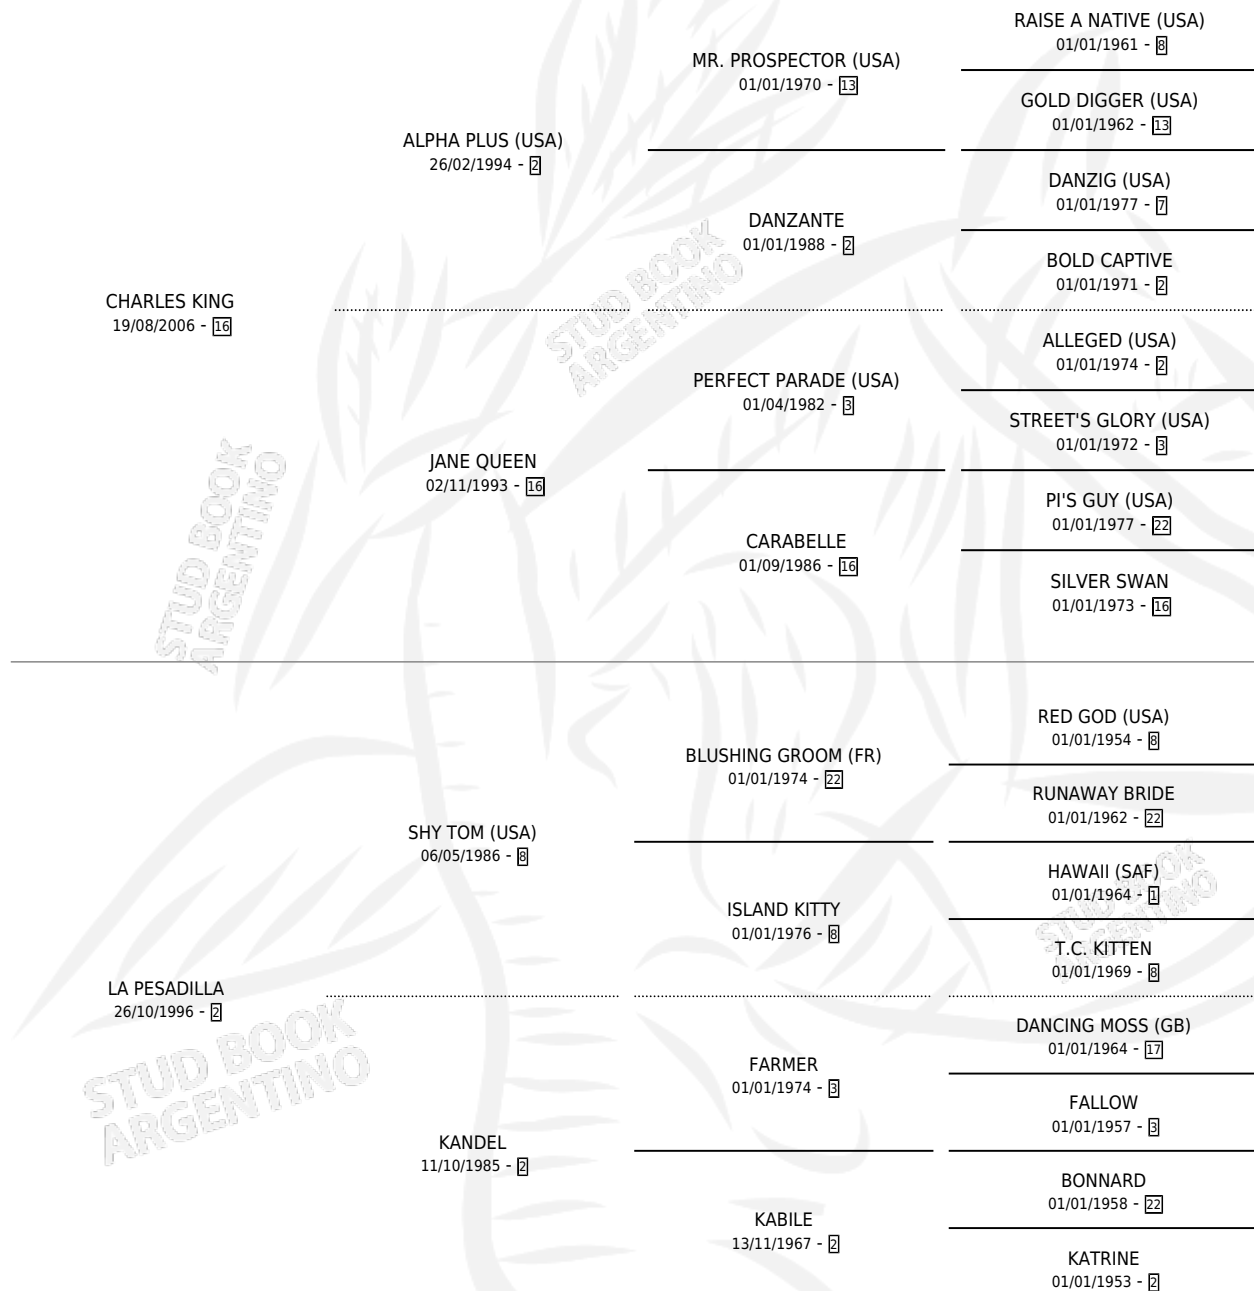 RAISE A NATIVE (USA)
01/01/1961 - 8
MR. PROSPECTOR (USA)
01/01/1970 - 13
GOLD DIGGER (USA)
01/01/1962 - 13
ALPHA PLUS (USA)
26/02/1994 - 2
DANZIG (USA)
01/01/1977 - 7
DANZANTE
01/01/1988 - 2
BOLD CAPTIVE
01/01/1971 - 2
CHARLES KING
19/08/2006 - 16
STUD BOOK
ARGENTINO
ALLEGED (USA)
01/01/1974 - 2
PERFECT PARADE (USA)
01/04/1982 - 3
STREET'S GLORY (USA)
01/01/1972 - 3
JANE QUEEN
02/11/1993 - 16
PI'S GUY (USA)
01/01/1977 - 22
CARABELLE
01/09/1986 - 16
SILVER SWAN
01/01/1973 - 16
STUD BOOK
ARGENTINO
RED GOD (USA)
01/01/1954 - 8
BLUSHING GROOM (FR)
01/01/1974 - 22
RUNAWAY BRIDE
01/01/1962 - 22
SHY TOM (USA)
06/05/1986 - 8
HAWAII (SAF)
01/01/1964 - 1
STUD BOOK
ARGENTINO
ISLAND KITTY
01/01/1976 - 8
T.C. KITTEN
01/01/1969 - 8
LA PESADILLA
26/10/1996 - 2
STUD BOOK
ARGENTINO
DANCING MOSS (GB)
01/01/1964 - 17
FARMER
01/01/1974 - 3
FALLOW
01/01/1957 - 3
KANDEL
11/10/1985 - 2
BONNARD
01/01/1958 - 22
KABILE
13/11/1967 - 2
KATRINE
01/01/1953 - 2